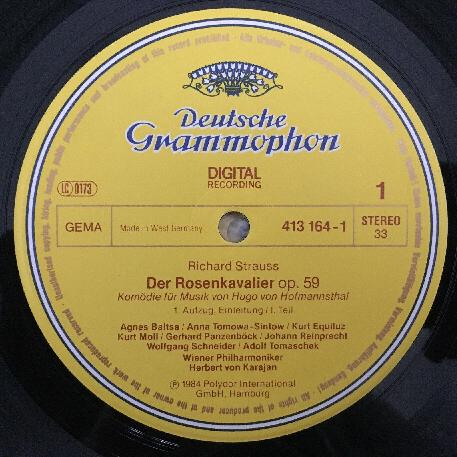 Deutsche
Grammophon
DIGITAL
RECORDING
LC 0173
1
GEMA
Made in West Germany
413 164-1
STEREO
33
Richard Strauss
Der Rosenkavalier op. 59
Komödie für Musik von Hugo von Hofmannsthal
1. Aufzug, Einleitung / I. Teil
Agnes Baltsa / Anna Tomowa-Sintow / Kurt Equiluz
Kurt Moll / Gerhard Panzenböck / Johann Reinprecht
Wolfgang Schneider / Adolf Tomaschek
Wiener Philharmoniker
Herbert von Karajan
℗ 1984 Polydor International
GmbH, Hamburg